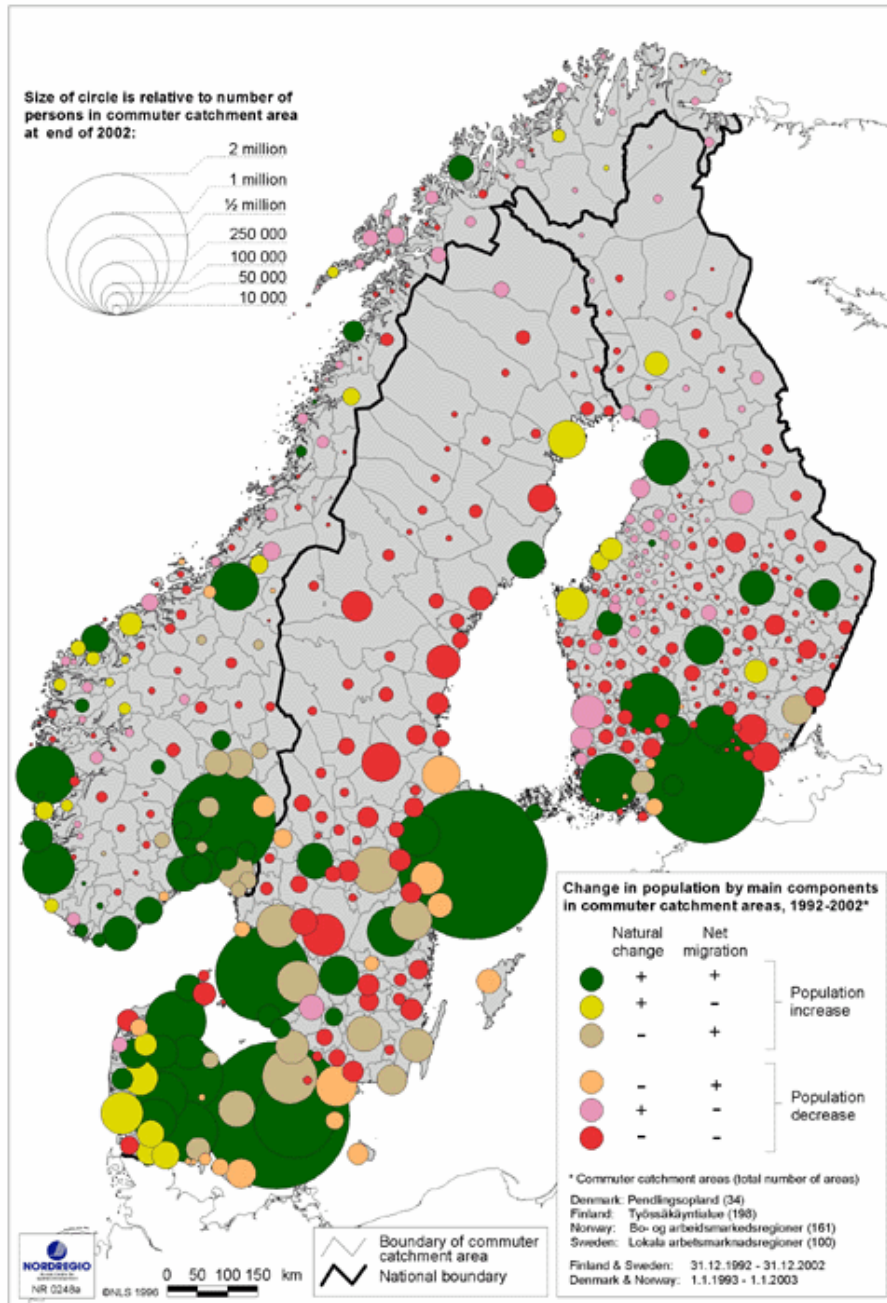 Size of circle is relative to number of
persons in commuter catchment area
at end of 2002:
2 million
1 million
½ million
250 000
100 000
50 000
10 000
Change in population by main components
in commuter catchment areas, 1992-2002*
Natural change
Net migration
+ +
+ -
- +
Population increase
- +
+ -
- -
Population decrease
* Commuter catchment areas (total number of areas)
Denmark: Pendlingsopland (34)
Finland: Työssäkäyntialue (198)
Norway: Bo- og arbeidsmarkedsregioner (161)
Sweden: Lokala arbetsmarknadsregioner (100)
Finland & Sweden: 31.12.1992 - 31.12.2002
Denmark & Norway: 1.1.1993 - 1.1.2003
Boundary of commuter
catchment area
National boundary
NORDREGIO
NR 0248a
©NLS 1996
0 50 100 150 km